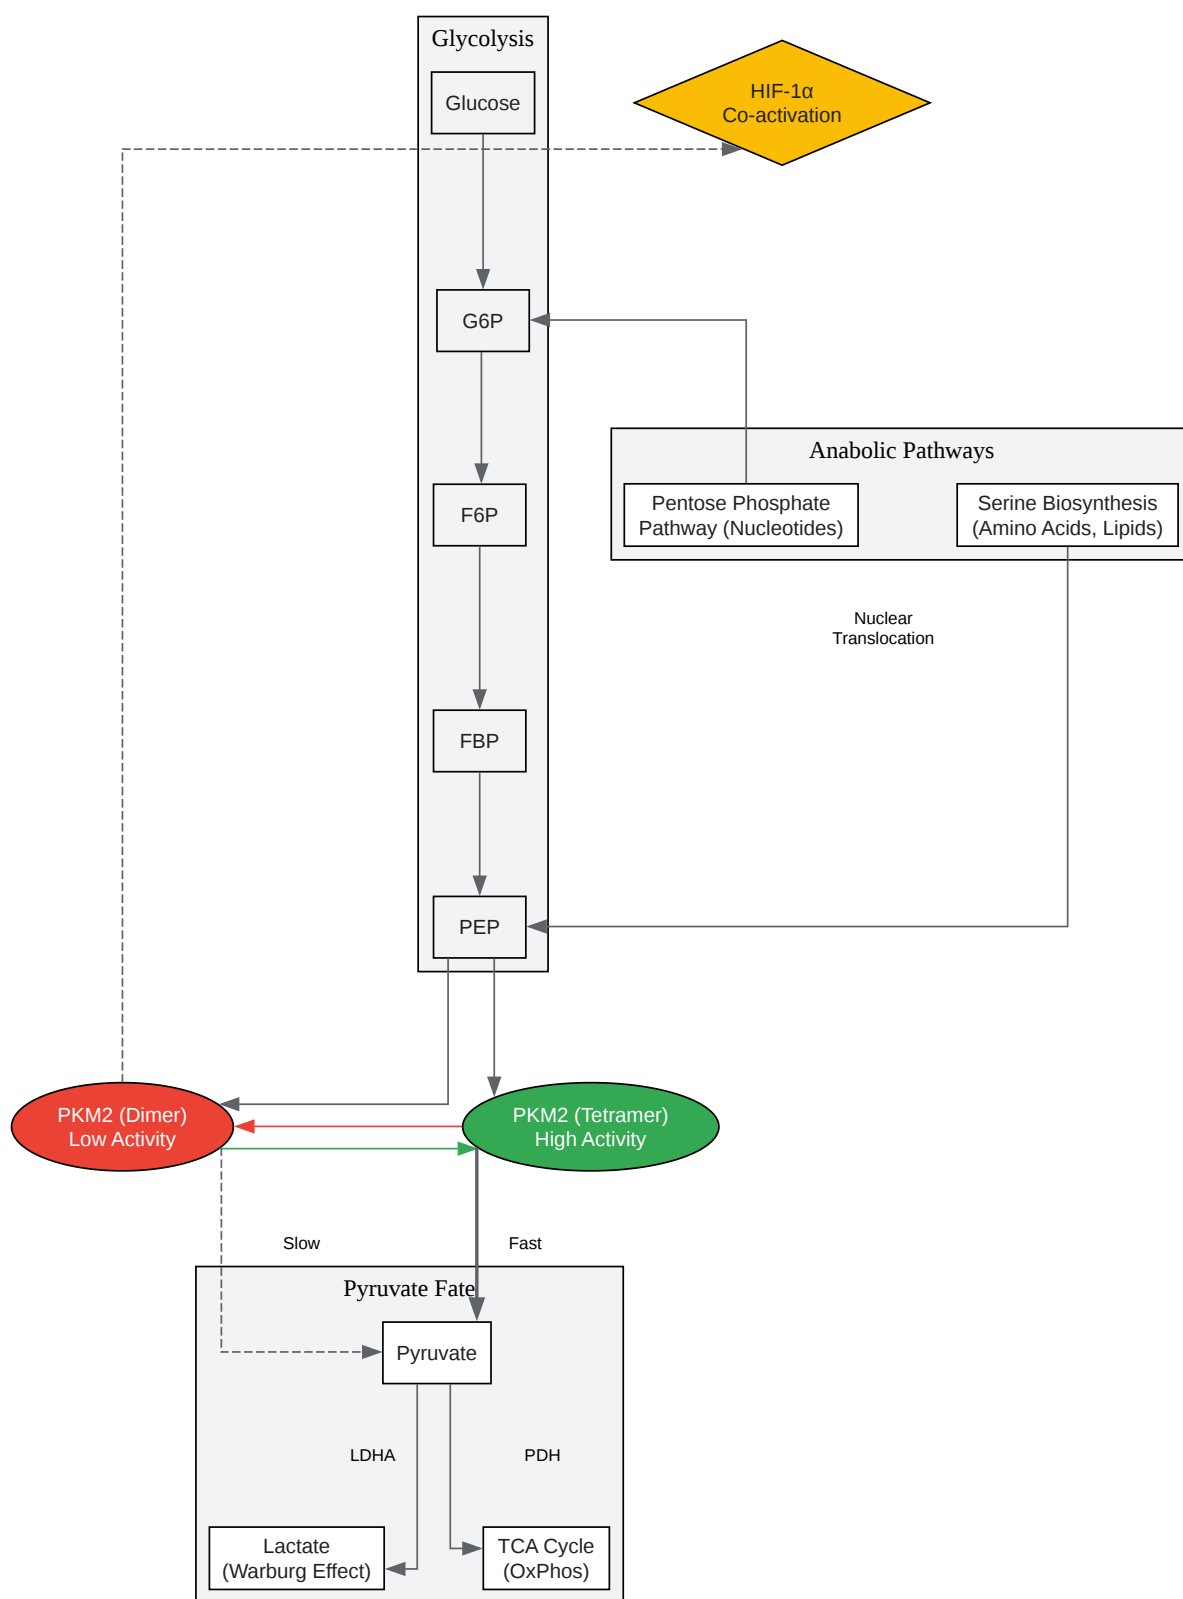 Glycolysis
Glucose
HIF-1α
Co-activation
G6P
Anabolic Pathways
Pentose Phosphate
Pathway (Nucleotides)
Serine Biosynthesis
(Amino Acids, Lipids)
F6P
Nuclear
Translocation
FBP
PEP
PKM2 (Dimer)
Low Activity
PKM2 (Tetramer)
High Activity
Slow
Fast
Pyruvate Fate
Pyruvate
LDHA
PDH
Lactate
(Warburg Effect)
TCA Cycle
(OxPhos)